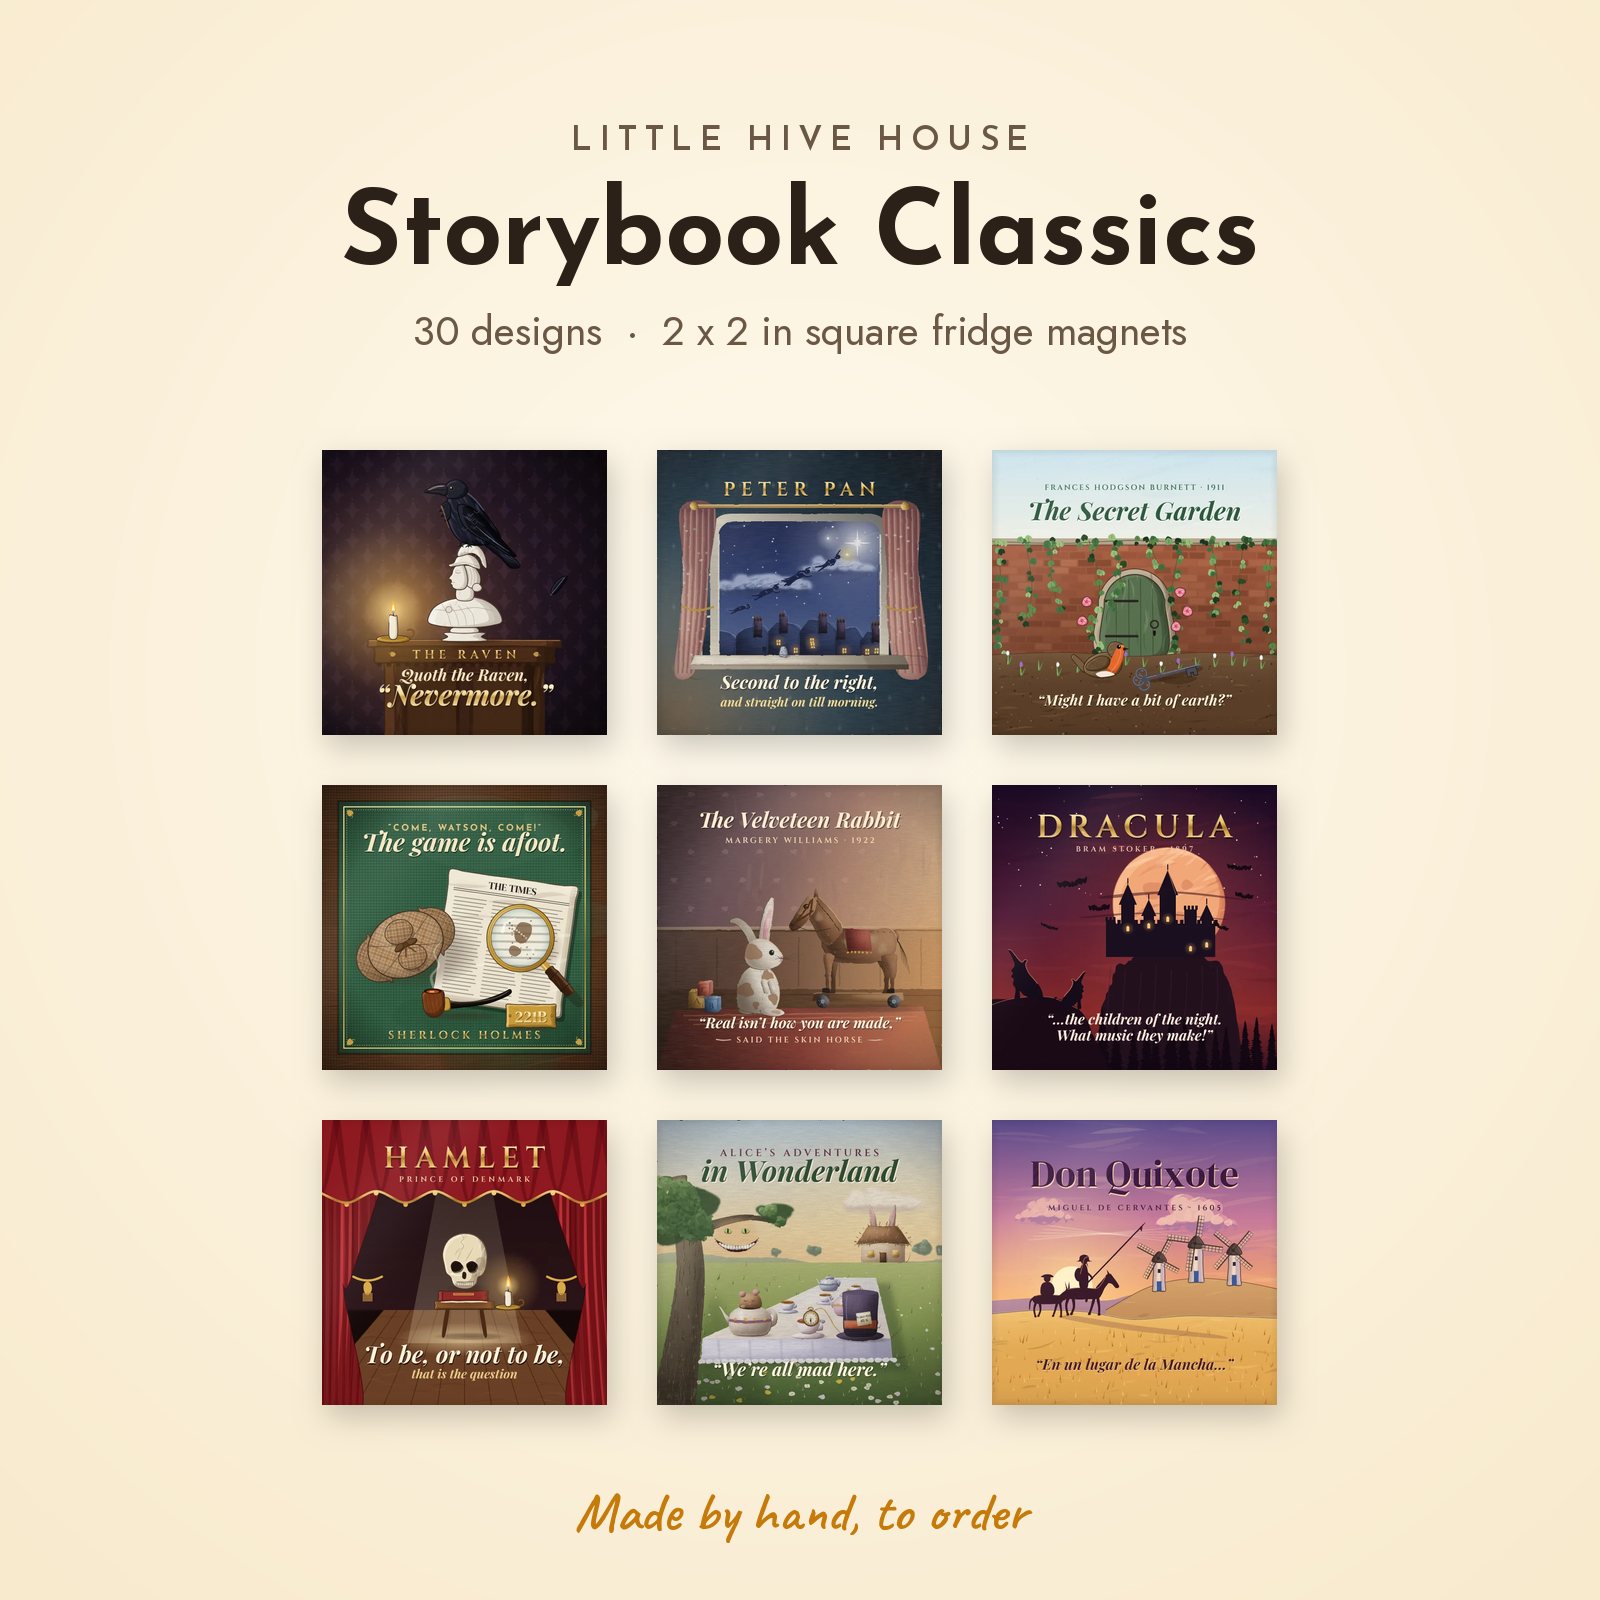 LITTLE HIVE HOUSE
Storybook Classics
30 designs · 2 x 2 in square fridge magnets
THE RAVEN
Quoth the Raven,
“Nevermore.”
PETER PAN
Second to the right,
and straight on till morning.
FRANCES HODGSON BURNETT · 1911
The Secret Garden
“Might I have a bit of earth?”
“COME, WATSON, COME!”
The game is afoot.
THE TIMES
221B
SHERLOCK HOLMES
The Velveteen Rabbit
MARGERY WILLIAMS · 1922
“Real isn’t how you are made,”
SAID THE SKIN HORSE
DRACULA
BRAM STOKER · 1897
“...the children of the night.
What music they make!”
HAMLET
PRINCE OF DENMARK
To be, or not to be,
that is the question
ALICE’S ADVENTURES
in Wonderland
“We’re all mad here.”
Don Quixote
MIGUEL DE CERVANTES · 1605
“En un lugar de la Mancha...”
Made by hand, to order